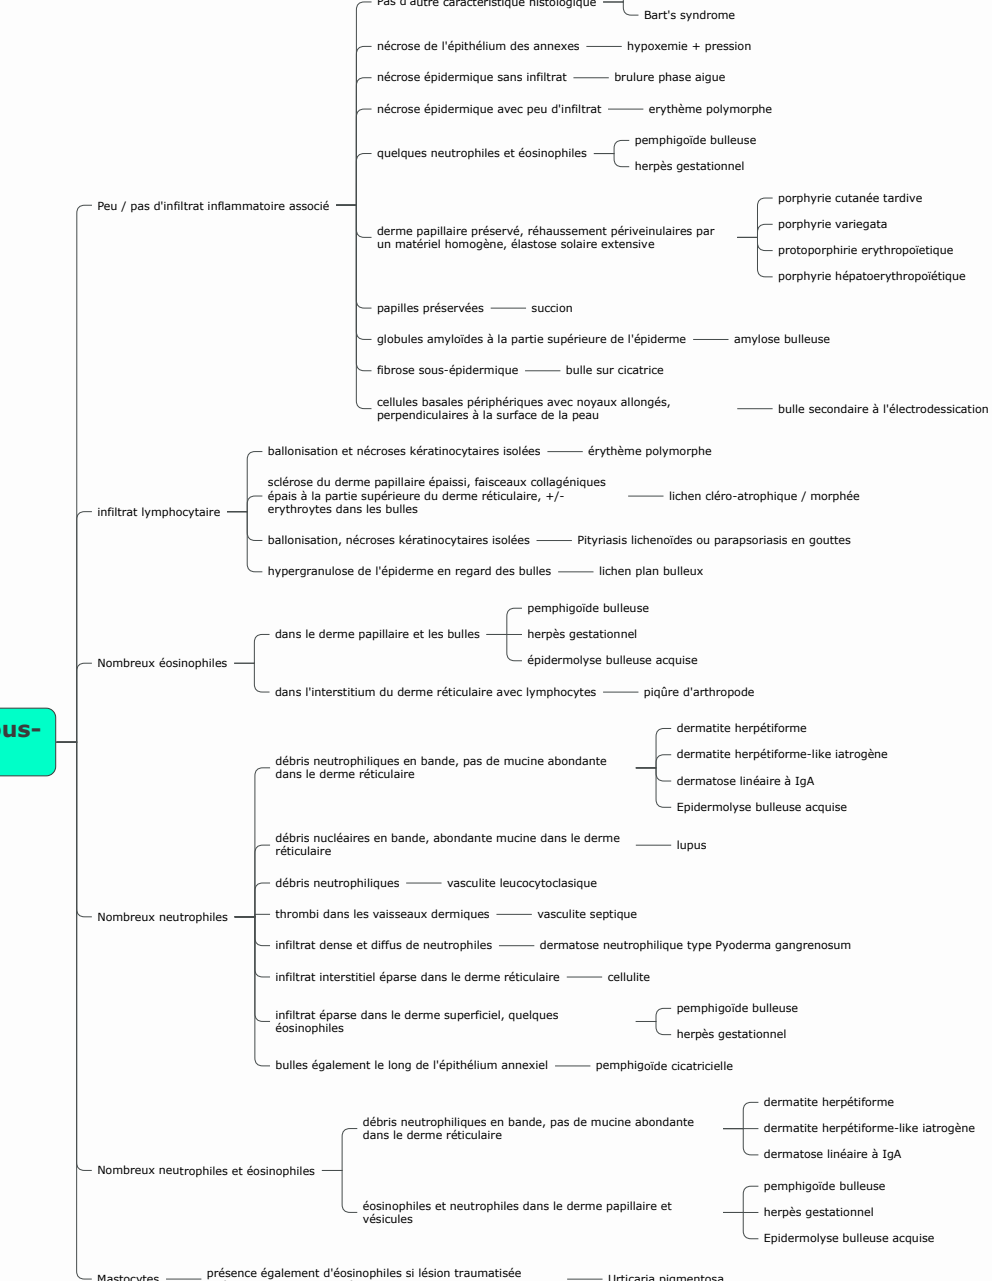 Pas d'autre caractéristique histologique
Bart's syndrome
nécrose de l'épithélium des annexes
hypoxemie + pression
nécrose épidermique sans infiltrat
brulure phase aigue
nécrose épidermique avec peu d'infiltrat
erythème polymorphe
quelques neutrophiles et éosinophiles
pemphigoïde bulleuse
herpès gestationnel
Peu / pas d'infiltrat inflammatoire associé
derme papillaire préservé, réhaussement périveinulaires par
un matériel homogène, élastose solaire extensive
porphyrie cutanée tardive
porphyrie variegata
protoporphirie erythropoïetique
porphyrie hépatoerythropoïétique
papilles préservées
succion
globules amyloïdes à la partie supérieure de l'épiderme
amylose bulleuse
fibrose sous-épidermique
bulle sur cicatrice
cellules basales périphériques avec noyaux allongés,
perpendiculaires à la surface de la peau
bulle secondaire à l'électrodessication
infiltrat lymphocytaire
ballonisation et nécroses kératinocytaires isolées
érythème polymorphe
sclérose du derme papillaire épaissi, faisceaux collagéniques
épais à la partie supérieure du derme réticulaire, +/-
erythroytes dans les bulles
lichen cléro-atrophique / morphée
ballonisation, nécroses kératinocytaires isolées
Pityriasis lichenoïdes ou parapsoriasis en gouttes
hypergranulose de l'épiderme en regard des bulles
lichen plan bulleux
Nombreux éosinophiles
dans le derme papillaire et les bulles
pemphigoïde bulleuse
herpès gestationnel
épidermolyse bulleuse acquise
dans l'interstitium du derme réticulaire avec lymphocytes
piqûre d'arthropode
ous-
Nombreux neutrophiles
débris neutrophiliques en bande, pas de mucine abondante
dans le derme réticulaire
dermatite herpétiforme
dermatite herpétiforme-like iatrogène
dermatose linéaire à IgA
Epidermolyse bulleuse acquise
débris nucléaires en bande, abondante mucine dans le derme
réticulaire
lupus
débris neutrophiliques
vasculite leucocytoclasique
thrombi dans les vaisseaux dermiques
vasculite septique
infiltrat dense et diffus de neutrophiles
dermatose neutrophilique type Pyoderma gangrenosum
infiltrat interstitiel éparse dans le derme réticulaire
cellulite
infiltrat éparse dans le derme superficiel, quelques
éosinophiles
pemphigoïde bulleuse
herpès gestationnel
bulles également le long de l'épithélium annexiel
pemphigoïde cicatricielle
Nombreux neutrophiles et éosinophiles
débris neutrophiliques en bande, pas de mucine abondante
dans le derme réticulaire
dermatite herpétiforme
dermatite herpétiforme-like iatrogène
dermatose linéaire à IgA
éosinophiles et neutrophiles dans le derme papillaire et
vésicules
pemphigoïde bulleuse
herpès gestationnel
Epidermolyse bulleuse acquise
Mastocytes
présence également d'éosinophiles si lésion traumatisée
Urticaria pigmentosa